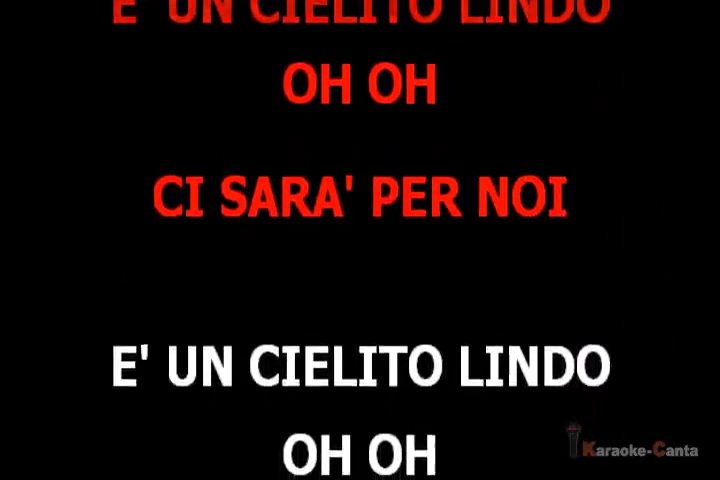 E' UN CIELITO LINDO
OH OH
CI SARA' PER NOI
E' UN CIELITO LINDO
OH OH
Karaoke-Canta